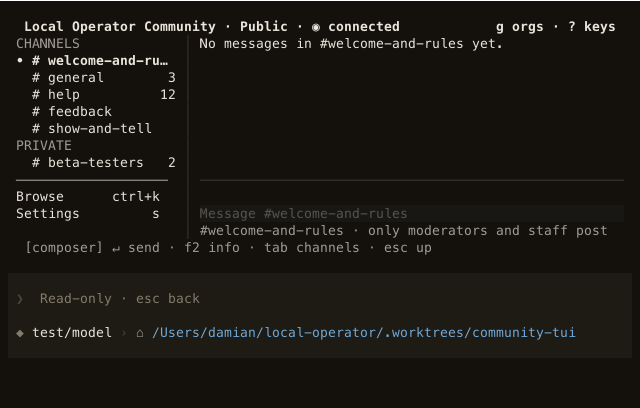 Local Operator Community · Public · ◉ connected g orgs · ? keys
CHANNELS
• # welcome-and-ru…
# general 3
# help 12
# feedback
# show-and-tell
PRIVATE
# beta-testers 2
Browse ctrl+k
Settings s
No messages in #welcome-and-rules yet.
Message #welcome-and-rules
#welcome-and-rules · only moderators and staff post
[composer] ↵ send · f2 info · tab channels · esc up
❯ Read-only · esc back
◆ test/model › ⌂ /Users/damian/local-operator/.worktrees/community-tui